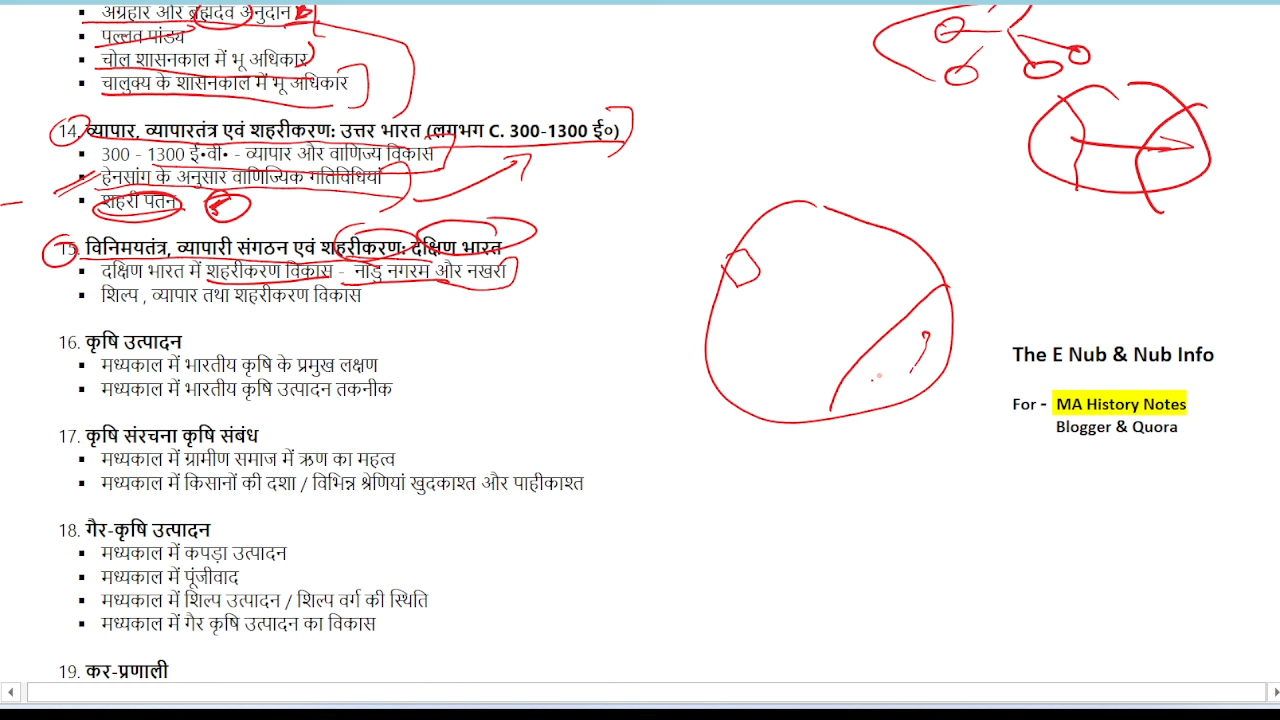 ▪ अग्रहार और ब्रह्मदेव अनुदान
▪ पल्लव पांड्य
▪ चोल शासनकाल में भू अधिकार
▪ चालुक्य के शासनकाल में भू अधिकार
14. व्यापार, व्यापारतंत्र एवं शहरीकरण: उत्तर भारत (लगभग C. 300-1300 ई०)
▪ 300 - 1300 ई•वी• - व्यापार और वाणिज्य विकास
▪ हेनसांग के अनुसार वाणिज्यिक गतिविधियां
▪ शहरी पतन
15. विनिमयतंत्र, व्यापारी संगठन एवं शहरीकरण: दक्षिण भारत
▪ दक्षिण भारत में शहरीकरण विकास - नाडु नगरम और नखरा
▪ शिल्प , व्यापार तथा शहरीकरण विकास
16. कृषि उत्पादन
▪ मध्यकाल में भारतीय कृषि के प्रमुख लक्षण
▪ मध्यकाल में भारतीय कृषि उत्पादन तकनीक
17. कृषि संरचना कृषि संबंध
▪ मध्यकाल में ग्रामीण समाज में ऋण का महत्व
▪ मध्यकाल में किसानों की दशा / विभिन्न श्रेणियां खुदकाश्त और पाहीकाश्त
18. गैर-कृषि उत्पादन
▪ मध्यकाल में कपड़ा उत्पादन
▪ मध्यकाल में पूंजीवाद
▪ मध्यकाल में शिल्प उत्पादन / शिल्प वर्ग की स्थिति
▪ मध्यकाल में गैर कृषि उत्पादन का विकास
19. कर-प्रणाली
The E Nub & Nub Info
For - MA History Notes
Blogger & Quora